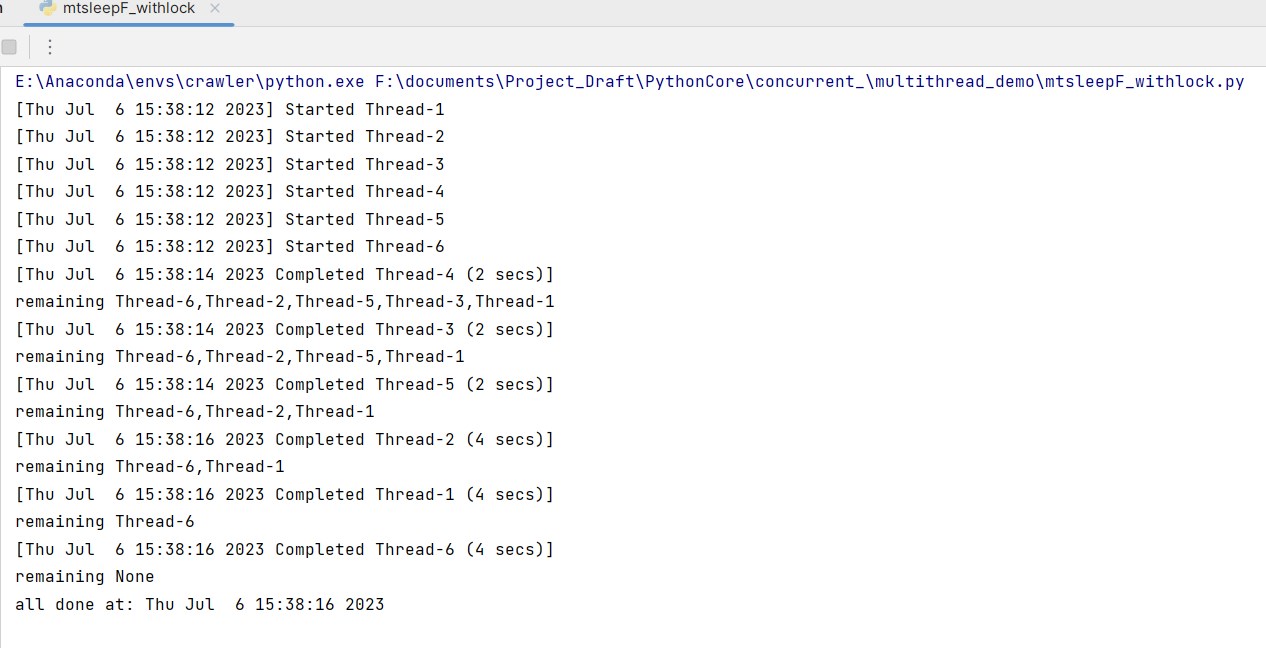 mtsleepF_withlock
E:\Anaconda\envs\crawler\python.exe F:\documents\Project_Draft\PythonCore\concurrent_\multithread_demo\mtsleepF_withlock.py
[Thu Jul  6 15:38:12 2023] Started Thread-1
[Thu Jul  6 15:38:12 2023] Started Thread-2
[Thu Jul  6 15:38:12 2023] Started Thread-3
[Thu Jul  6 15:38:12 2023] Started Thread-4
[Thu Jul  6 15:38:12 2023] Started Thread-5
[Thu Jul  6 15:38:12 2023] Started Thread-6
[Thu Jul  6 15:38:14 2023 Completed Thread-4 (2 secs)]
remaining Thread-6,Thread-2,Thread-5,Thread-3,Thread-1
[Thu Jul  6 15:38:14 2023 Completed Thread-3 (2 secs)]
remaining Thread-6,Thread-2,Thread-5,Thread-1
[Thu Jul  6 15:38:14 2023 Completed Thread-5 (2 secs)]
remaining Thread-6,Thread-2,Thread-1
[Thu Jul  6 15:38:16 2023 Completed Thread-2 (4 secs)]
remaining Thread-6,Thread-1
[Thu Jul  6 15:38:16 2023 Completed Thread-1 (4 secs)]
remaining Thread-6
[Thu Jul  6 15:38:16 2023 Completed Thread-6 (4 secs)]
remaining None
all done at: Thu Jul  6 15:38:16 2023